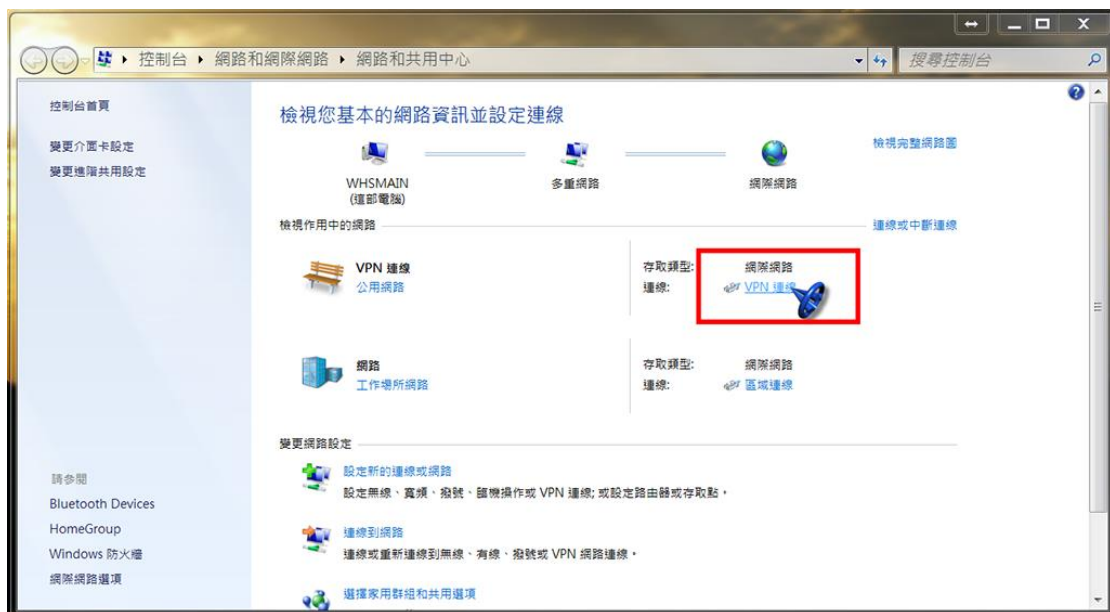 控制台 ▸ 網路和網際網路 ▸ 網路和共用中心
搜尋控制台
控制台首頁
變更介面卡設定
變更進階共用設定
檢視您基本的網路資訊並設定連線
檢視完整網路圖
WHSMAIN
(這部電腦)
多重網路
網際網路
檢視作用中的網路
連線或中斷連線
VPN 連線
公用網路
存取類型: 網際網路
連線: VPN 連線
網路
工作場所網路
存取類型: 網際網路
連線: 區域連線
變更網路設定
設定新的連線或網路
設定無線、寬頻、撥號、臨機操作或 VPN 連線; 或設定路由器或存取點。
連線到網路
連線或重新連線到無線、有線、撥號或 VPN 網路連線。
選擇家用群組和共用選項
請參閱
Bluetooth Devices
HomeGroup
Windows 防火牆
網際網路選項